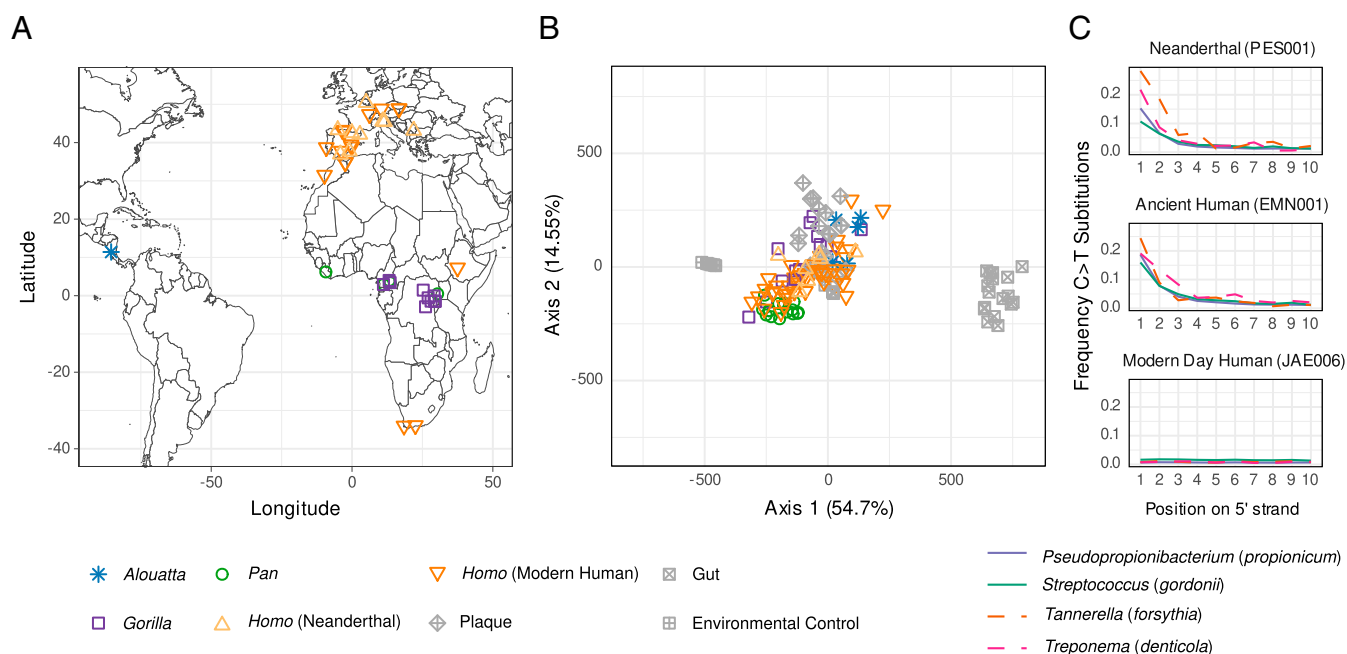 A
B
C
Neanderthal (PES001)
0.2
0.1
0.0
1 2 3 4 5 6 7 8 9 10
Ancient Human (EMN001)
0.2
0.1
0.0
1 2 3 4 5 6 7 8 9 10
Modern Day Human (JAE006)
0.2
0.1
0.0
1 2 3 4 5 6 7 8 9 10
Position on 5' strand
Frequency C>T Substitutions
Latitude
40
20
0
-20
-40
-50 0 50
Longitude
Axis 2 (14.55%)
500
0
-500
-500 0 500
Axis 1 (54.7%)
Alouatta
Pan
Homo (Modern Human)
Gut
Gorilla
Homo (Neanderthal)
Plaque
Environmental Control
Pseudopropionibacterium (propionicum)
Streptococcus (gordonii)
Tannerella (forsythia)
Treponema (denticola)